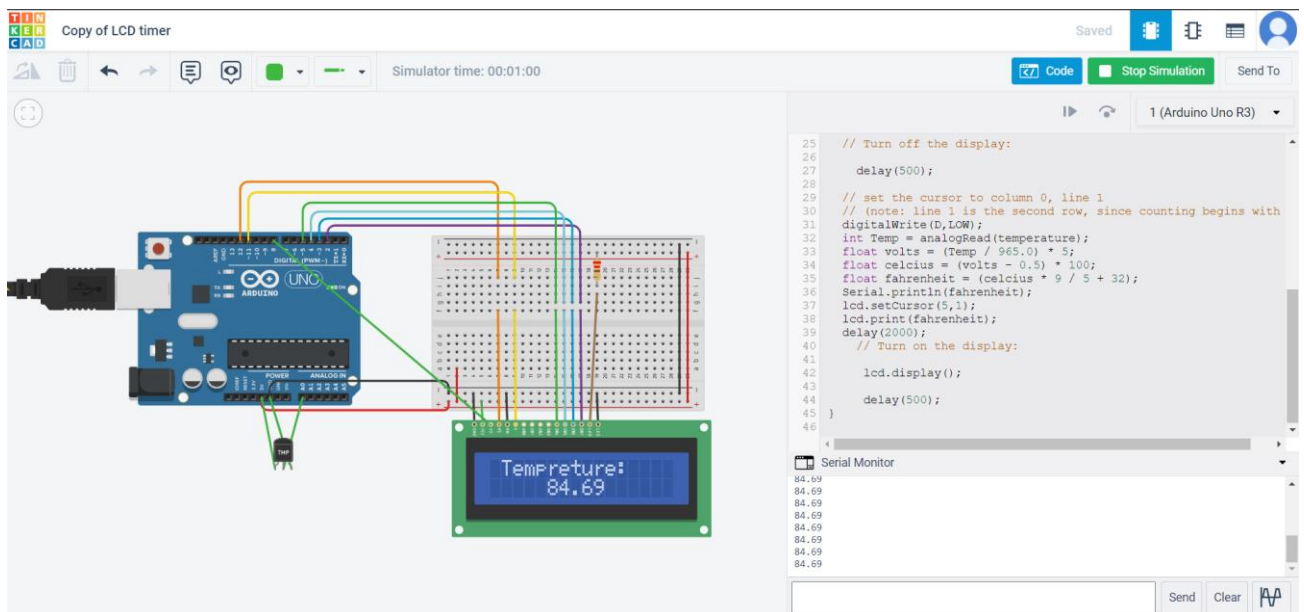 TIN
KER
CAD
Copy of LCD timer
Saved
Simulator time: 00:01:00
Code
Stop Simulation
Send To
1 (Arduino Uno R3)
25 // Turn off the display:
26
27 delay(500);
28
29 // set the cursor to column 0, line 1
30 // (note: line 1 is the second row, since counting begins with
31 digitalWrite(D,LOW);
32 int Temp = analogRead(temperature);
33 float volts = (Temp / 965.0) * 5;
34 float celcius = (volts - 0.5) * 100;
35 float fahrenheit = (celcius * 9 / 5 + 32);
36 Serial.println(fahrenheit);
37 lcd.setCursor(5,1);
38 lcd.print(fahrenheit);
39 delay(2000);
40 // Turn on the display:
41
42 lcd.display();
43
44 delay(500);
45 }
46
DIGITAL (PWM~)
UNO
ARDUINO
POWER
ANALOG IN
TMP
Tempreture:
84.69
Serial Monitor
84.69
84.69
84.69
84.69
84.69
84.69
84.69
84.69
Send
Clear